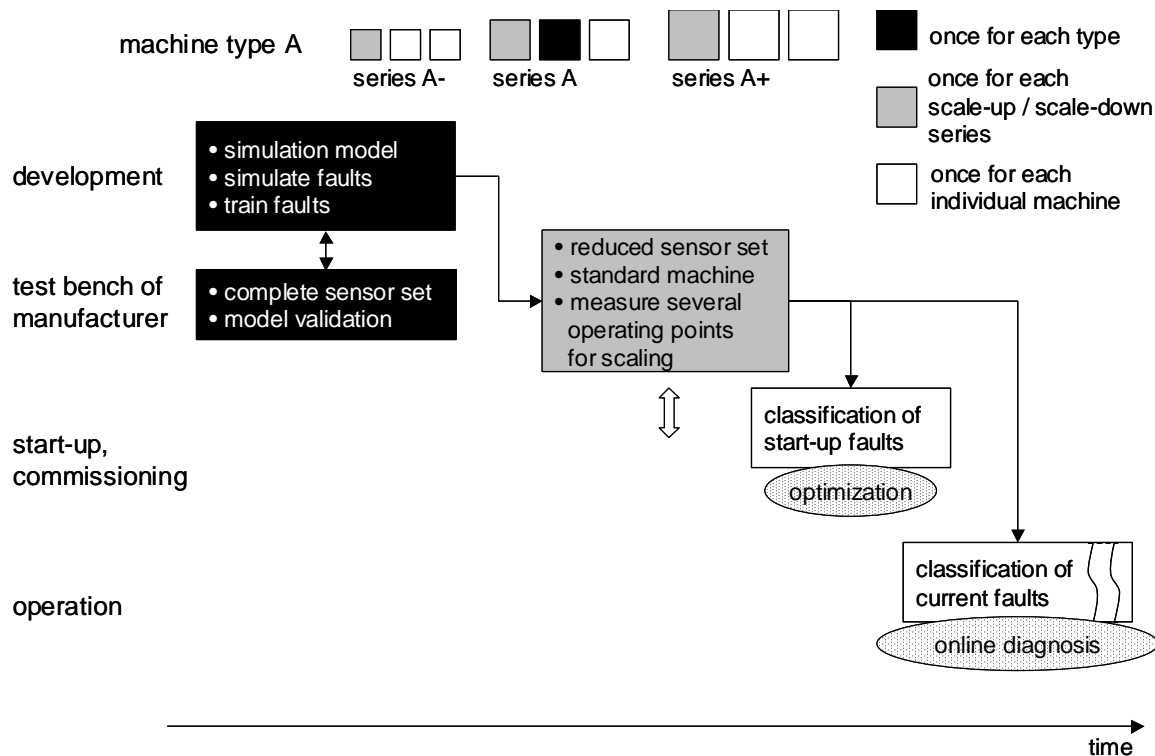 machine type A
series A-
series A
series A+
once for each type
once for each
scale-up / scale-down
series
once for each
individual machine
development
• simulation model
• simulate faults
• train faults
test bench of
manufacturer
• complete sensor set
• model validation
• reduced sensor set
• standard machine
• measure several
operating points
for scaling
start-up,
commissioning
classification of
start-up faults
optimization
operation
classification of
current faults
online diagnosis
time